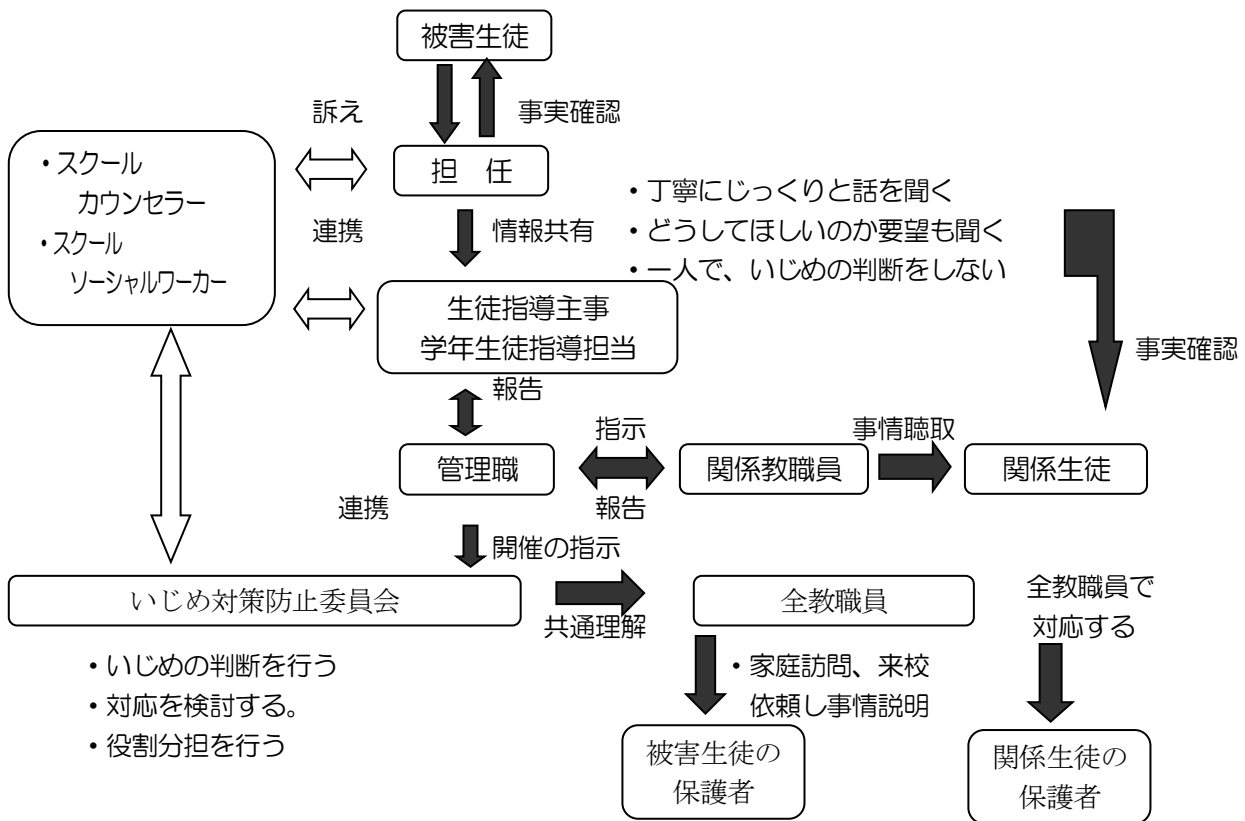 被害生徒
訴え
事実確認
・スクール
カウンセラー
・スクール
ソーシャルワーカー
担　任
連携
情報共有
・丁寧にじっくりと話を聞く
・どうしてほしいのか要望も聞く
・一人で、いじめの判断をしない
生徒指導主事
学年生徒指導担当
事実確認
報告
管理職
指示
報告
関係教職員
事情聴取
関係生徒
連携
開催の指示
いじめ対策防止委員会
共通理解
全教職員
全教職員で
対応する
・いじめの判断を行う
・対応を検討する。
・役割分担を行う
・家庭訪問、来校
依頼し事情説明
被害生徒の
保護者
関係生徒の
保護者